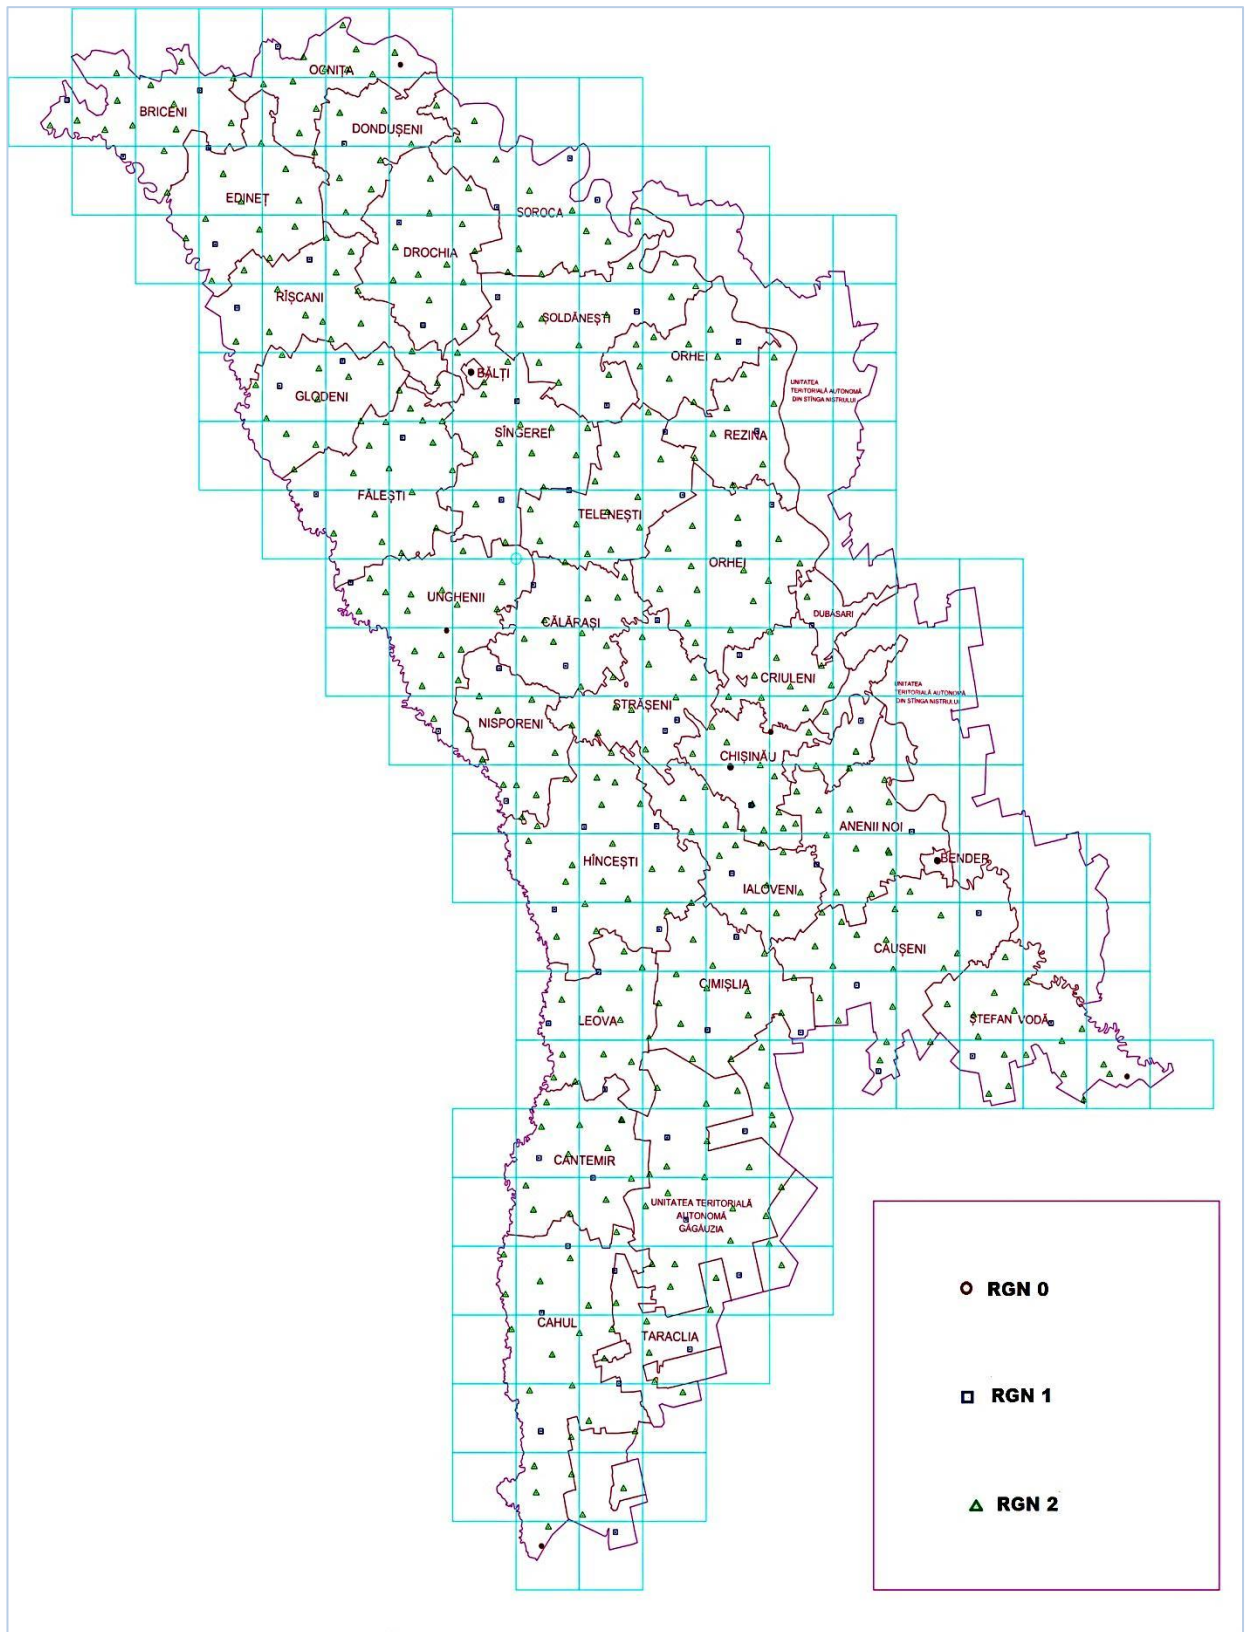 OCNIȚA
BRICENI
DONDUȘENI
EDINEȚ
SOROCA
DROCHIA
RÎȘCANI
ȘOLDĂNEȘTI
ORHEI
BĂLȚI
UNITATEA
TERITORIALĂ AUTONOMĂ
DIN STÎNGA NISTRULUI
GLODENI
SÎNGEREI
REZINA
FĂLEȘTI
TELENEȘTI
ORHEI
UNGHENII
DUBĂSARI
CĂLĂRAȘI
CRIULENI
UNITATEA
TERITORIALĂ AUTONOMĂ
DIN STÎNGA NISTRULUI
STRĂȘENI
NISPORENI
CHIȘINĂU
ANENII NOI
BENDER
HÎNCEȘTI
IALOVENI
CĂUȘENI
CIMIȘLIA
LEOVA
ȘTEFAN VODĂ
CANTEMIR
UNITATEA TERITORIALĂ
AUTONOMĂ
GĂGĂUZIA
CAHUL
TARACLIA
RGN 0
RGN 1
RGN 2